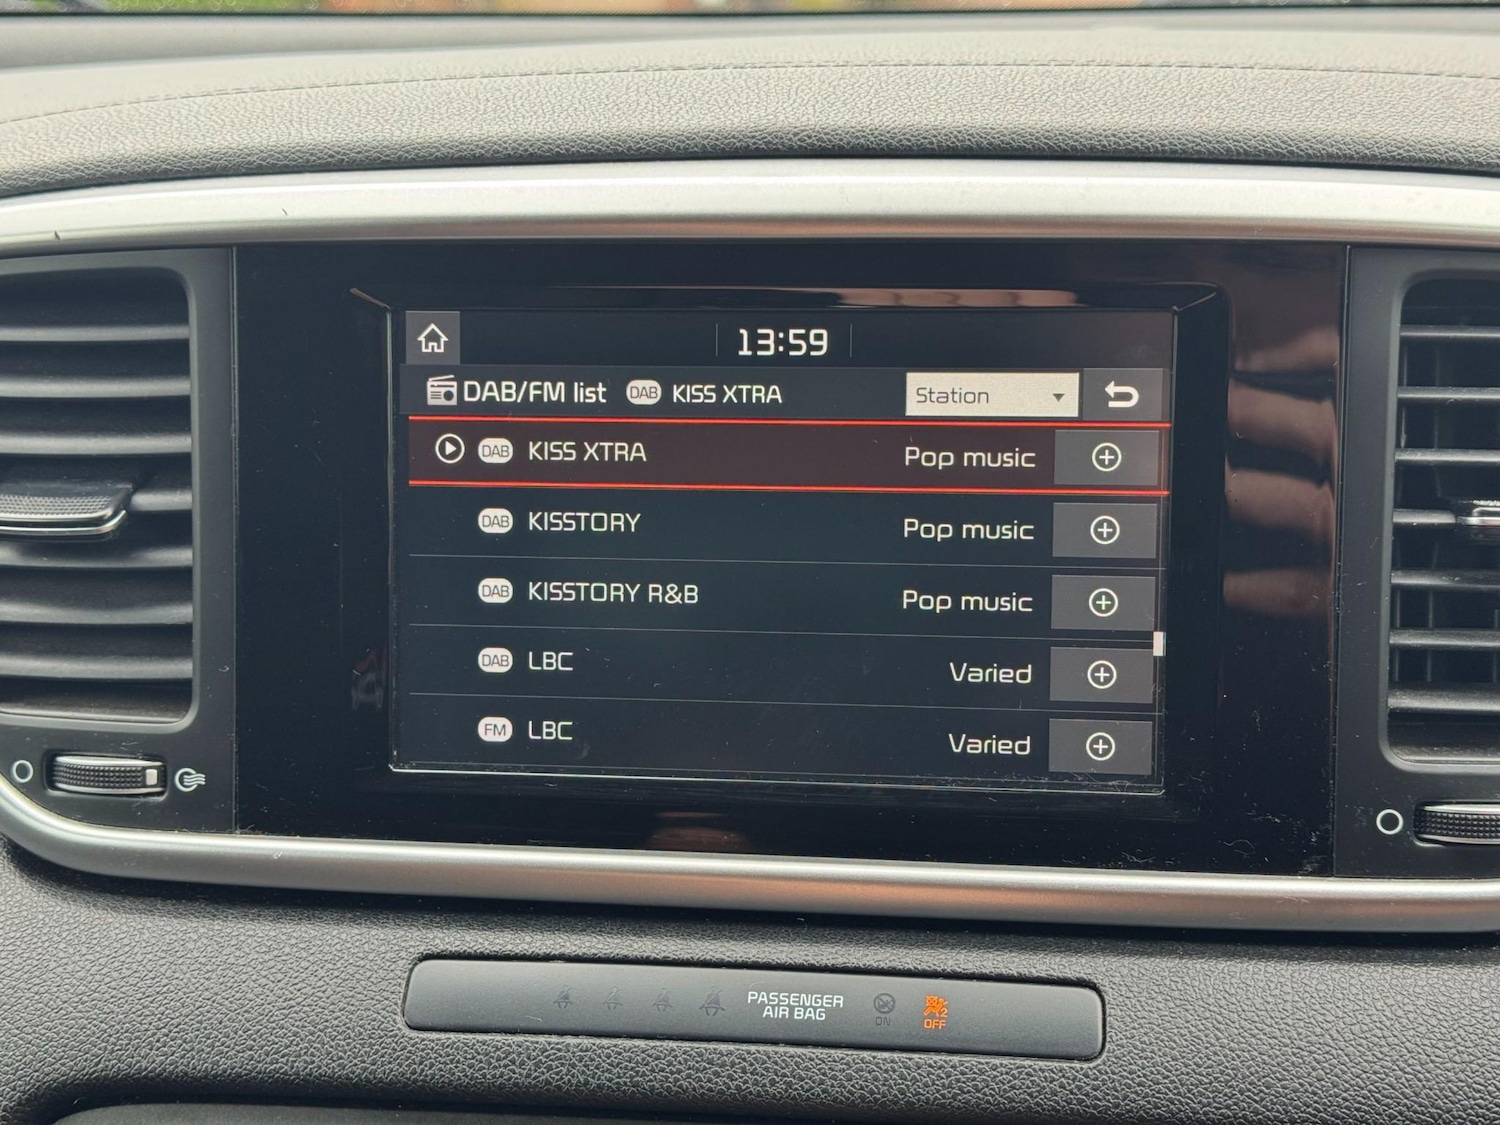 13:59
DAB/FM list DAB KISS XTRA Station
DAB KISS XTRA Pop music
DAB KISSTORY Pop music
DAB KISSTORY R&B Pop music
DAB LBC Varied
FM LBC Varied
PASSENGER
AIR BAG
ON
2
OFF